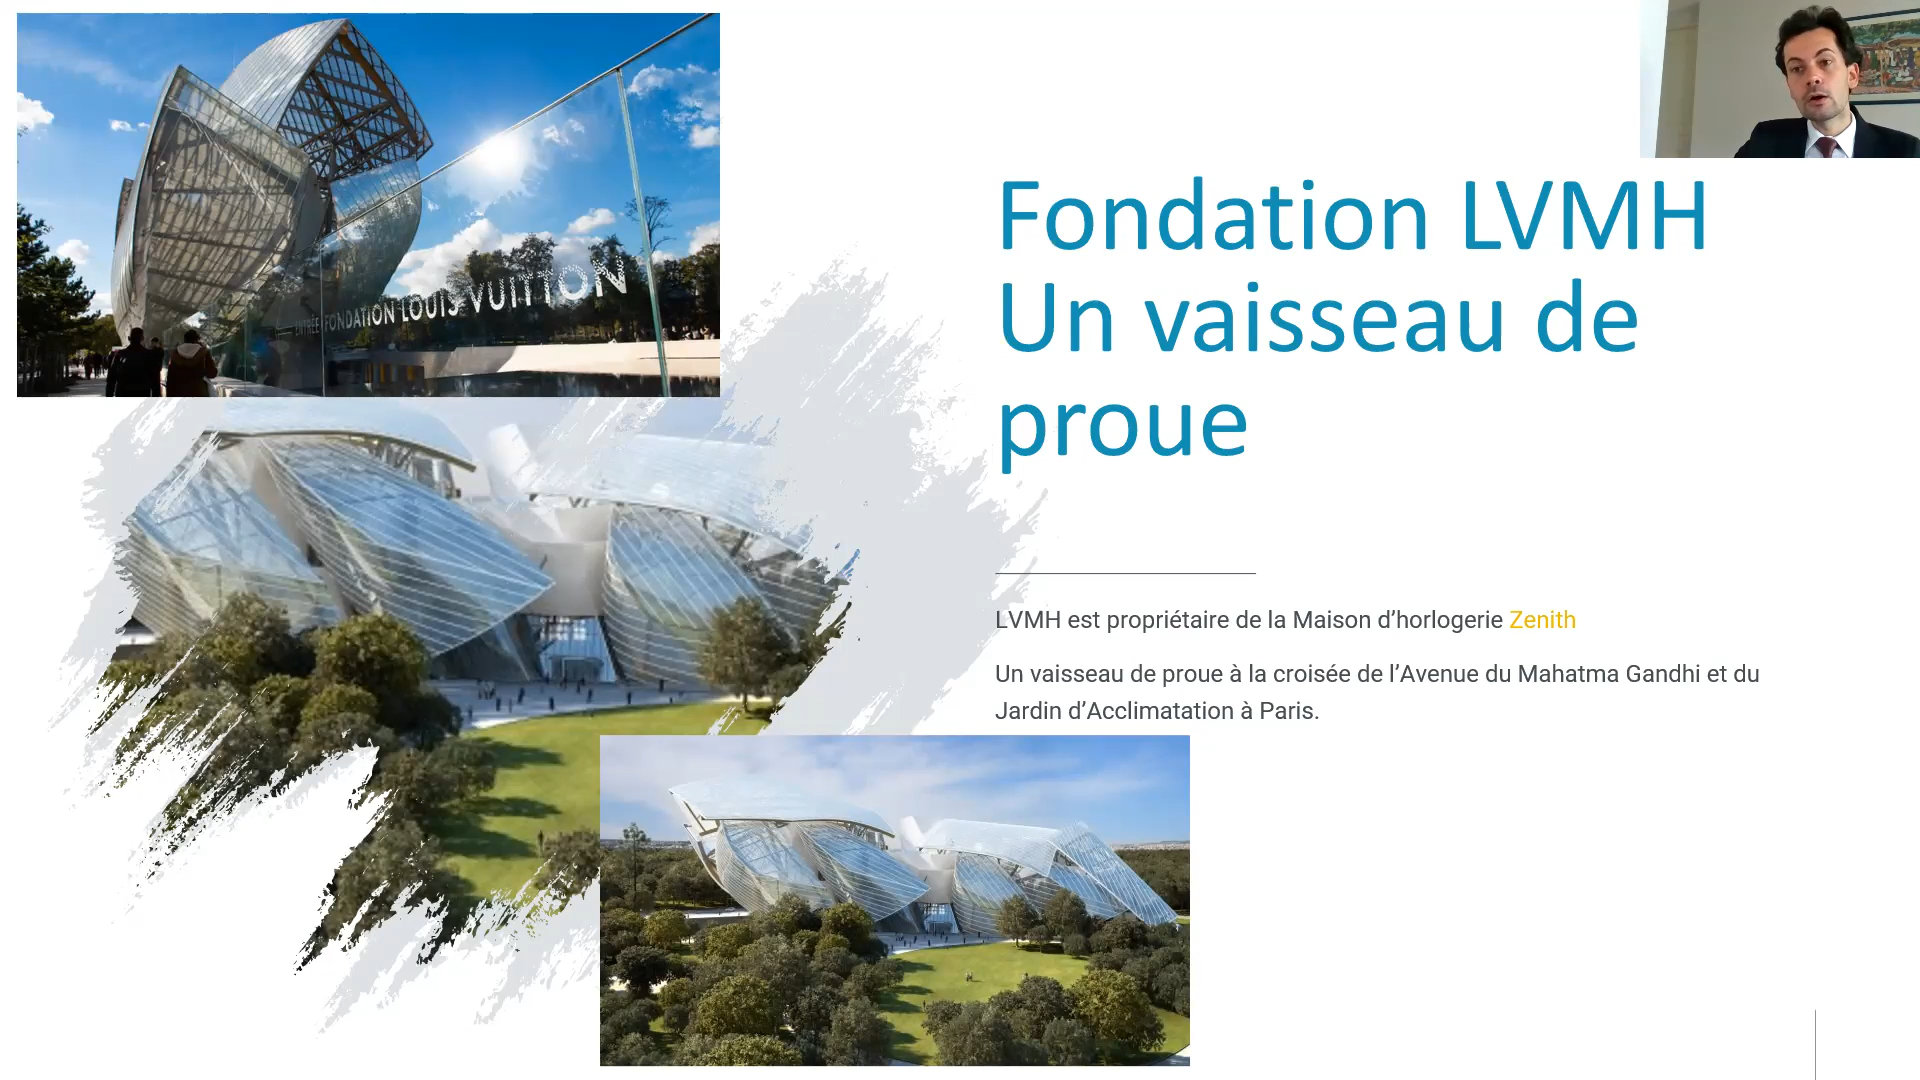 ENTRÉE FONDATION LOUIS VUITTON
Fondation LVMH
Un vaisseau de
proue
LVMH est propriétaire de la Maison d’horlogerie Zenith
Un vaisseau de proue à la croisée de l’Avenue du Mahatma Gandhi et du
Jardin d’Acclimatation à Paris.